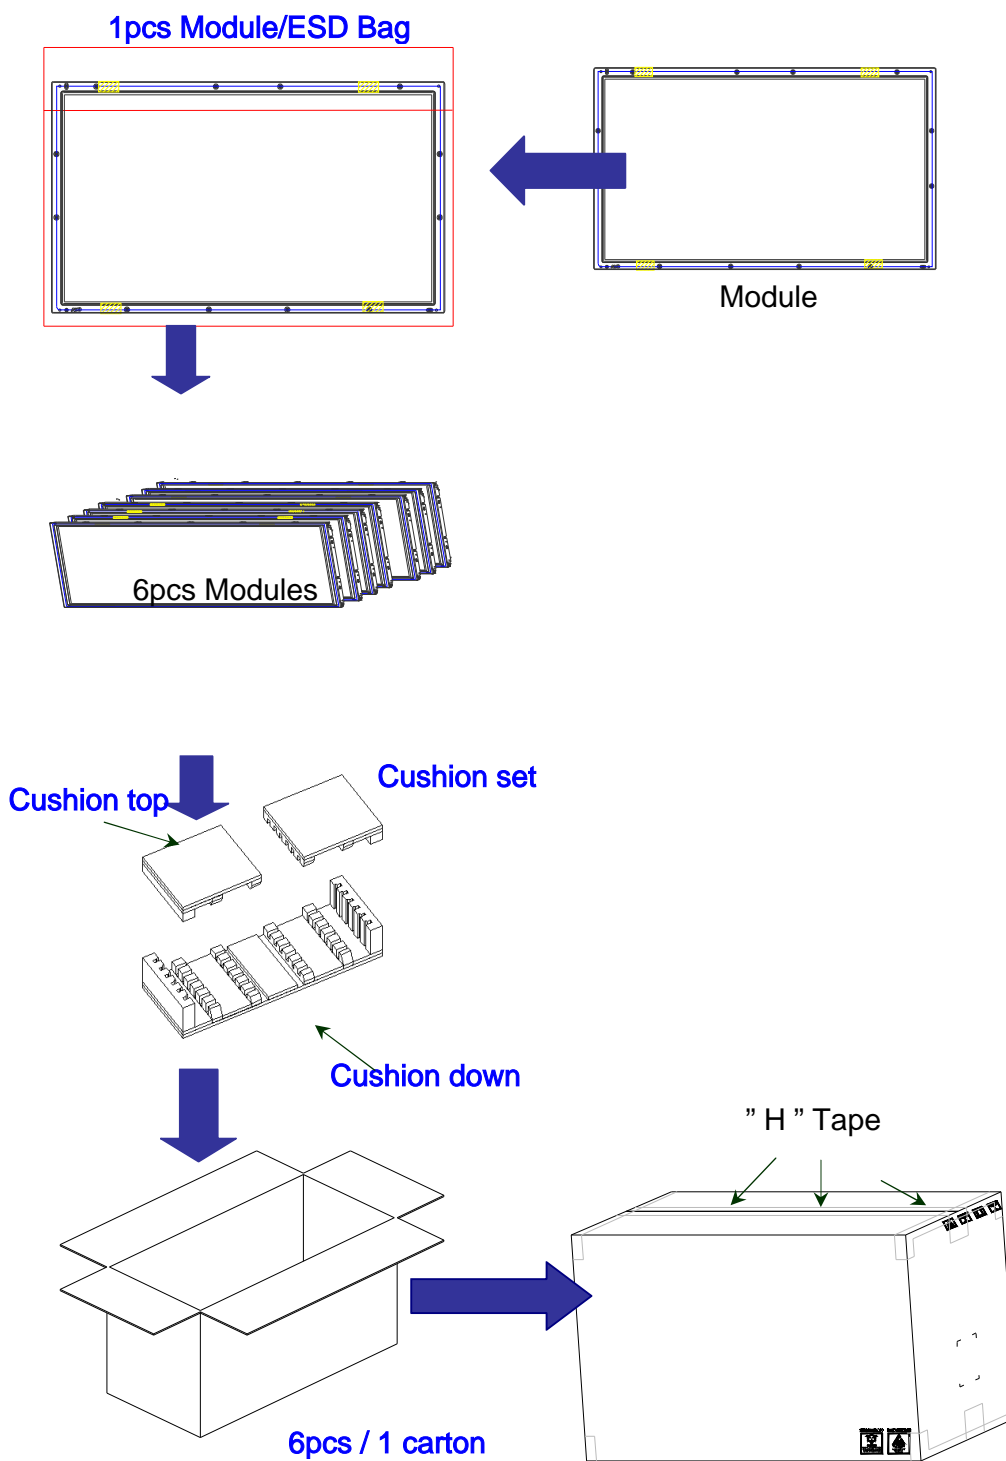 1pcs Module/ESD Bag
Module
6pcs Modules
Cushion set
Cushion top
Cushion down
” H ” Tape
6pcs / 1 carton